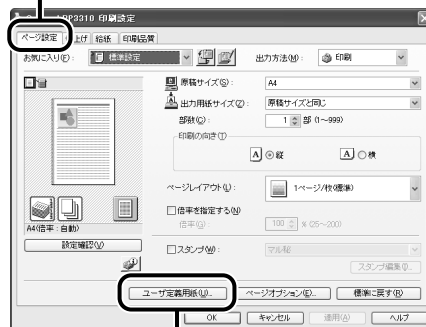 LBP3310 印刷設定
ページ設定 仕上げ 給紙 印刷品質
お気に入り(F): 標準設定 出力方法(M): 印刷
原稿サイズ(S): A4
出力用紙サイズ(Z): 原稿サイズと同じ
部数(C): 1 部 (1~999)
印刷の向き(T)
A 縦 A 横
ページレイアウト(L): 1ページ/枚(標準)
倍率を指定する(N)
倍率(G): 100 % (25~200)
A4(倍率:自動)
設定確認(V)
スタンプ(W): マル秘
スタンプ編集(I)...
ユーザ定義用紙(U)... ページオプション(E)... 標準に戻す(R)
OK キャンセル 適用(A) ヘルプ